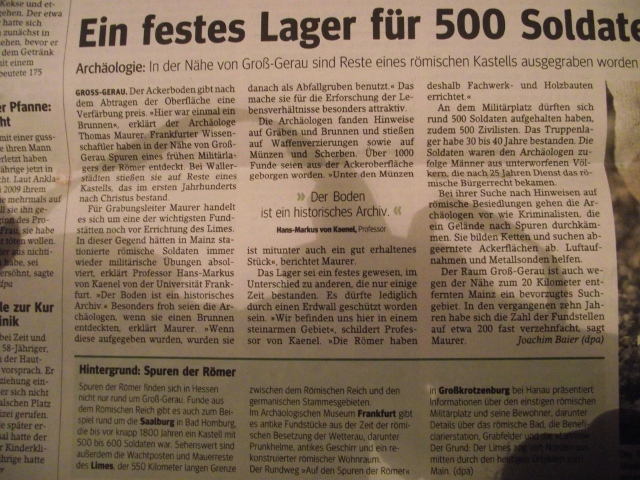 Ein festes Lager für 500 Soldate
Archäologie: In der Nähe von Groß-Gerau sind Reste eines römischen Kastells ausgegraben worden
GROSS-GERAU. Der Ackerboden gibt nach
dem Abtragen der Oberfläche eine
Verfärbung preis. »Hier war einmal ein
Brunnen«, erklärt der Archäologe
Thomas Maurer. Frankfurter Wissen-
schaftler haben in der Nähe von Groß-
Gerau Spuren eines frühen Militärla-
gers der Römer entdeckt. Bei Waller-
städten stießen sie auf Reste eines
Kastells, das im ersten Jahrhunderts
nach Christus bestand.
Für Grabungsleiter Maurer handelt
es sich um eine der wichtigsten Fund-
stätten noch vor Errichtung des Limes.
In dieser Gegend hätten in Mainz sta-
tionierte römische Soldaten immer
wieder militärische Übungen absol-
viert, erklärt Professor Hans-Markus
von Kaenel von der Universität Frank-
furt. »Der Boden ist ein historisches Ar-
chiv.« Besonders froh seien die Archäo-
logen, wenn sie einen Brunnen
entdeckten, erklärt Maurer. »Wenn
diese aufgegeben wurden, wurden sie
danach als Abfallgruben benutzt.« Das
mache sie für die Erforschung der Le-
bensverhältnisse besonders attraktiv.
Die Archäologen fanden Hinweise
auf Gräben und Brunnen und stießen
auf Waffenverzierungen sowie auf
Münzen und Scherben. Über 1000
Funde seien aus der Ackeroberfläche
geborgen worden. »Unter den Münzen
» Der Boden
ist ein historisches Archiv. «
Hans-Markus von Kaenel, Professor
ist mitunter auch ein gut erhaltenes
Stück«, berichtet Maurer.
Das Lager sei ein festes gewesen, im
Unterschied zu anderen, die nur einige
Zeit bestanden. Es dürfte lediglich
durch einen Erdwall geschützt worden
sein. »Wir befinden uns hier in einem
steinarmen Gebiet«, schildert Profes-
sor von Kaenel. »Die Römer haben
deshalb Fachwerk- und Holzbauten
errichtet.«
An dem Militärplatz dürften sich
rund 500 Soldaten aufgehalten haben,
zudem 500 Zivilisten. Das Truppenla-
ger habe 30 bis 40 Jahre bestanden. Die
Soldaten waren den Archäologen zu-
folge Männer aus unterworfenen Völ-
kern, die nach 25 Jahren Dienst das rö-
mische Bürgerrecht bekamen.
Bei ihrer Suche nach Hinweisen auf
römische Besiedlungen gehen die Ar-
chäologen vor wie Kriminalisten, die
ein Gelände nach Spuren durchkäm-
men. Sie bilden Ketten und suchen ab-
geerntete Ackerflächen ab. Luftaufnah-
men und Metallsonden helfen.
Der Raum Groß-Gerau ist auch we-
gen der Nähe zum 20 Kilometer ent-
fernten Mainz ein bevorzugtes Such-
gebiet. In den vergangenen zehn Jah-
ren habe sich die Zahl der Fundstellen
auf etwa 200 fast verzehnfacht, sagt
Maurer. Joachim Baier (dpa)
Hintergrund: Spuren der Römer
Spuren der Römer finden sich in Hessen
nicht nur rund um Groß-Gerau. Funde aus
dem Römischen Reich gibt es auch zum Bei-
spiel rund um die Saalburg in Bad Homburg,
die bis vor knapp 1800 Jahren ein Kastell mit
500 bis 600 Soldaten war. Sehenswert sind
außerdem die Wachtposten und Mauerreste
des Limes, der 550 Kilometer langen Grenze
zwischen dem Römischen Reich und den
germanischen Stammesgebieten.
Im Archäologischen Museum Frankfurt gibt
es antike Fundstücke aus der Zeit der römi-
schen Besetzung der Wetterau, darunter
Prunkhelme, antikes Geschirr und ein re-
konstruierter römischer Wohnraum.
Der Rundweg »Auf den Spuren der Römer«
in Großkrotzenburg bei Hanau präsentiert
Informationen über den einstigen römischen
Militärplatz und seine Bewohner, darunter
Details über das römische Bad, die Benefi-
ciarierstation, Grabfelder und
Der Grund: Der Limes zog
mitten durch den heutigen
Main. (dpa)